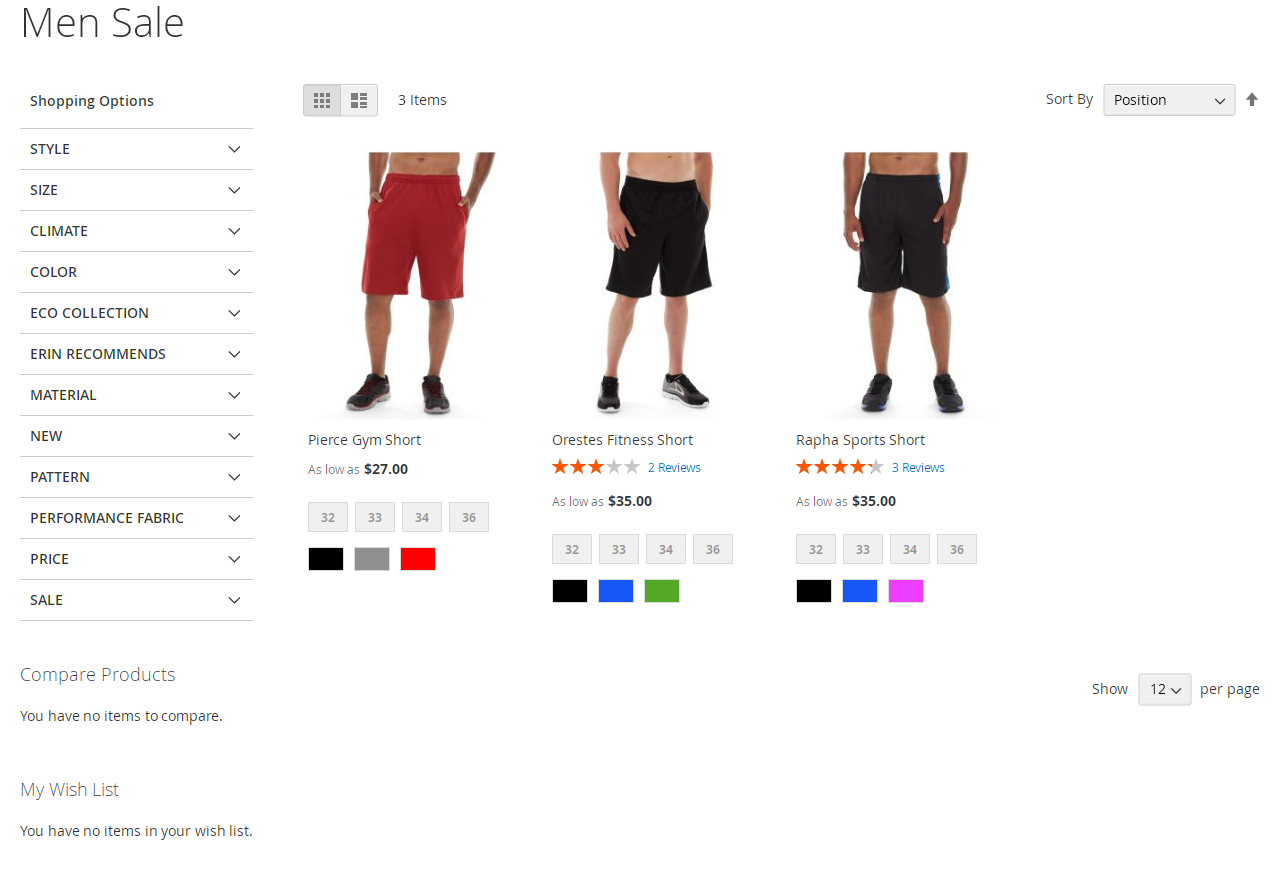 Men Sale
Shopping Options
STYLE
SIZE
CLIMATE
COLOR
ECO COLLECTION
ERIN RECOMMENDS
MATERIAL
NEW
PATTERN
PERFORMANCE FABRIC
PRICE
SALE
Compare Products
You have no items to compare.
My Wish List
You have no items in your wish list.
3 Items
Sort By Position
Pierce Gym Short
As low as $27.00
32 33 34 36
Orestes Fitness Short
2 Reviews
As low as $35.00
32 33 34 36
Rapha Sports Short
3 Reviews
As low as $35.00
32 33 34 36
Show 12 per page